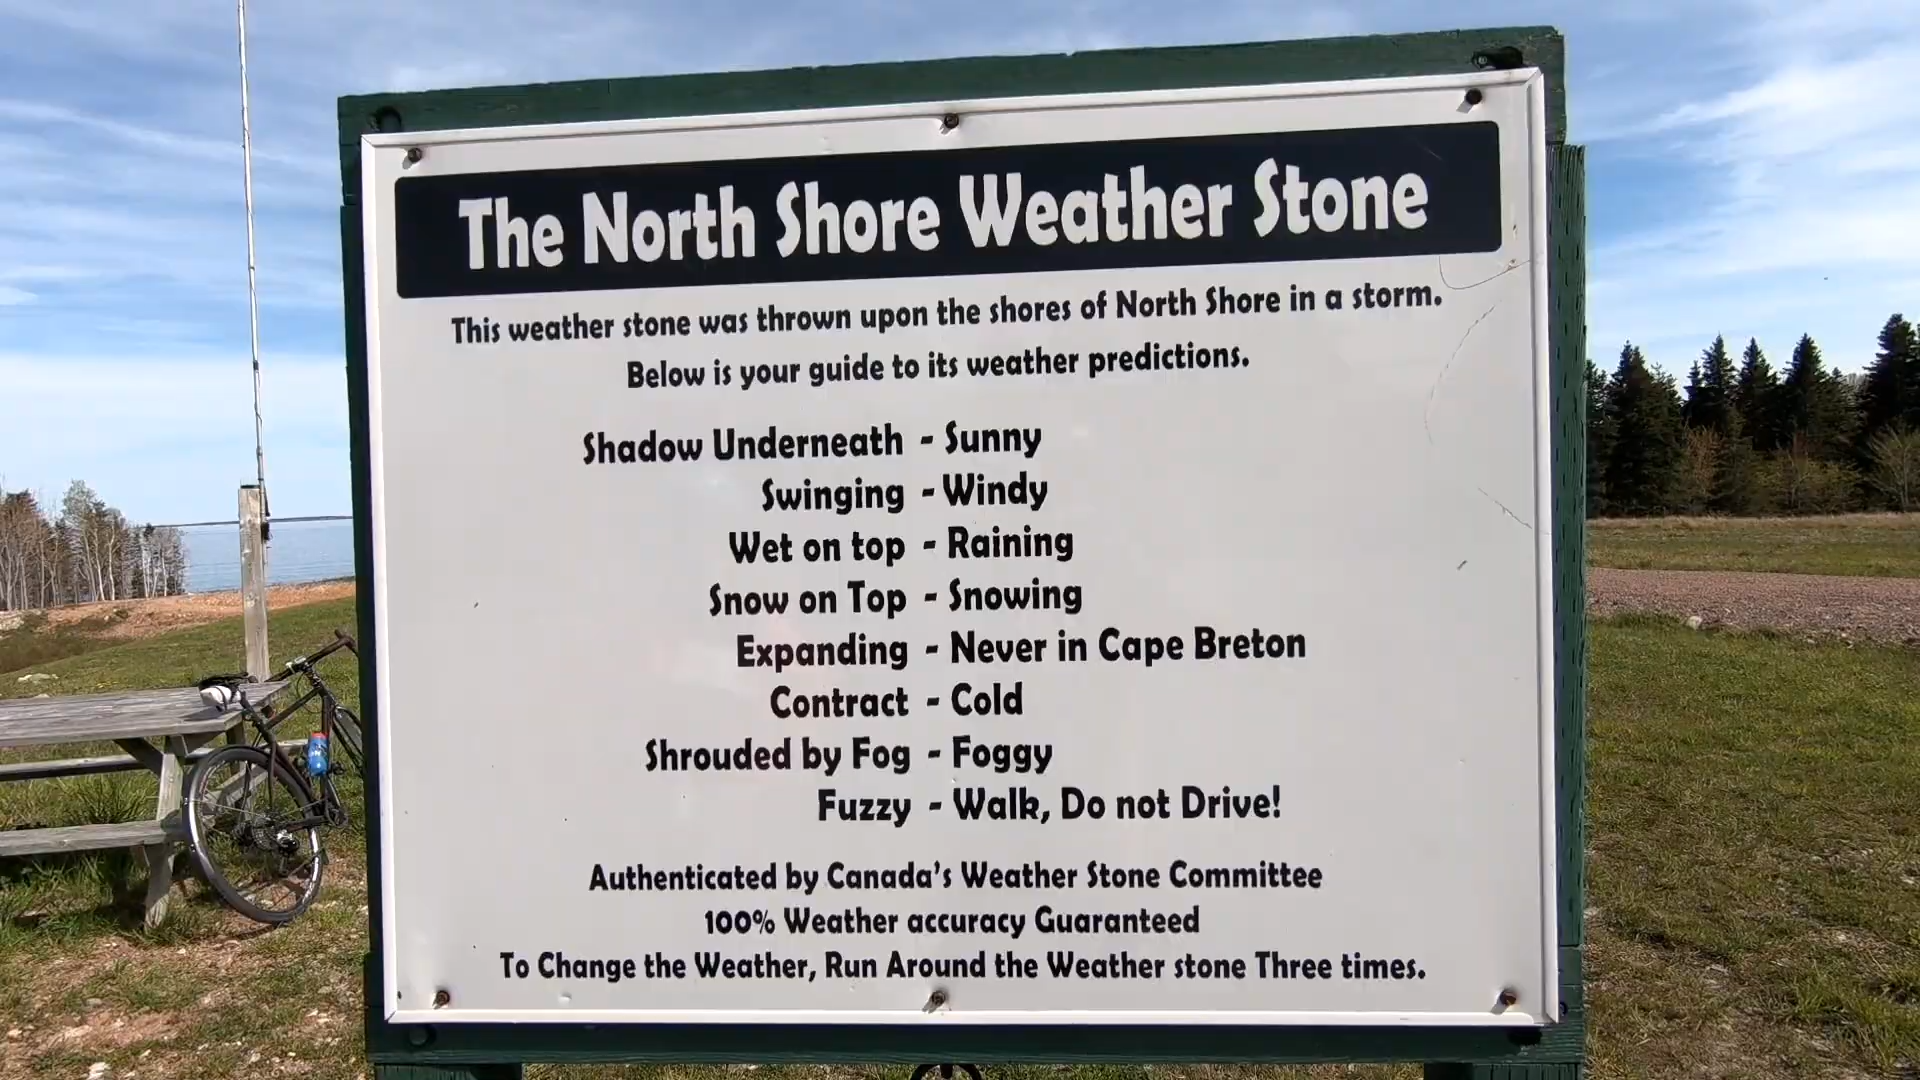 The North Shore Weather Stone
This weather stone was thrown upon the shores of North Shore in a storm.
Below is your guide to its weather predictions.
Shadow Underneath - Sunny
Swinging - Windy
Wet on top - Raining
Snow on Top - Snowing
Expanding - Never in Cape Breton
Contract - Cold
Shrouded by Fog - Foggy
Fuzzy - Walk, Do not Drive!
Authenticated by Canada's Weather Stone Committee
100% Weather accuracy Guaranteed
To Change the Weather, Run Around the Weather stone Three times.